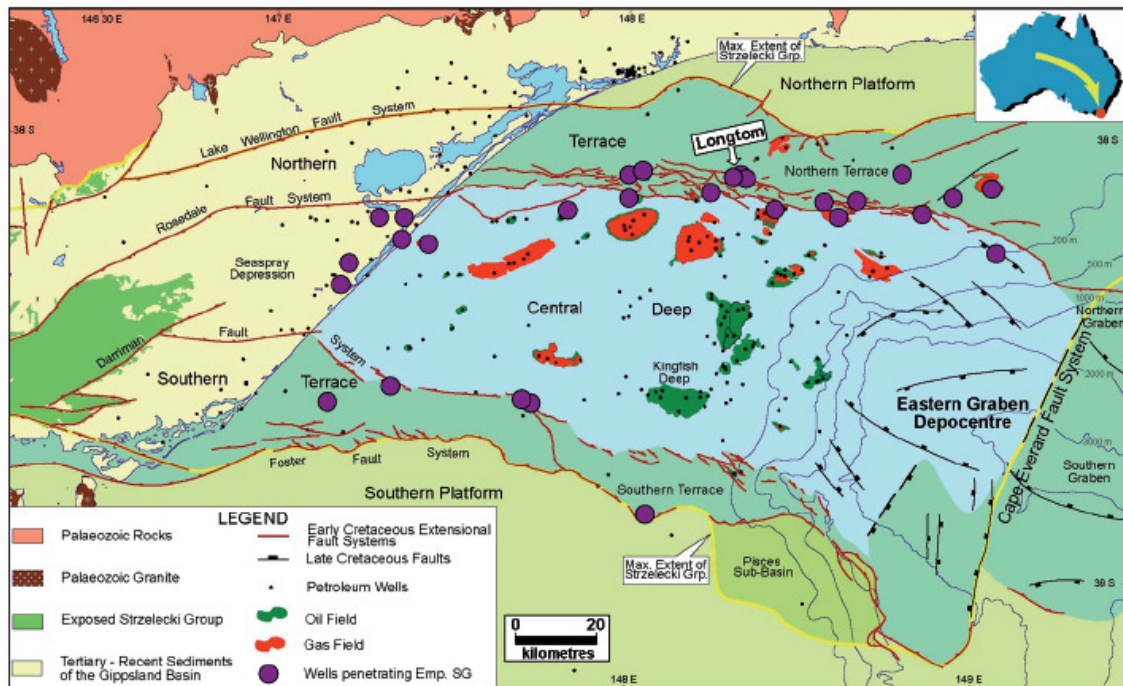 146 30 E
147 E
148 E
38 S
38 S
Max. Extent of
Strzelecki Grp.
Northern Platform
Lake Wellington Fault System
Terrace
Longtom
Northern
Northern Terrace
Rosedale Fault System
Seaspray
Depression
200 m
500 m
1000 m
Central Deep
Northern
Graben
Darriman
Fault System
2000 m
Southern
Terrace
Kingfish
Deep
Eastern Graben
Depocentre
Cape Everard Fault System
3000 m
Foster Fault System
Southern
Graben
Southern Platform
Southern Terrace
Max. Extent of
Strzelecki Grp.
Pisces
Sub-Basin
39 S
LEGEND
Palaeozoic Rocks
Palaeozoic Granite
Exposed Strzelecki Group
Tertiary - Recent Sediments
of the Gippsland Basin
Early Cretaceous Extensional
Fault Systems
Late Cretaceous Faults
Petroleum Wells
Oil Field
Gas Field
Wells penetrating Emp. SG
0 20
kilometres
148 E
149 E